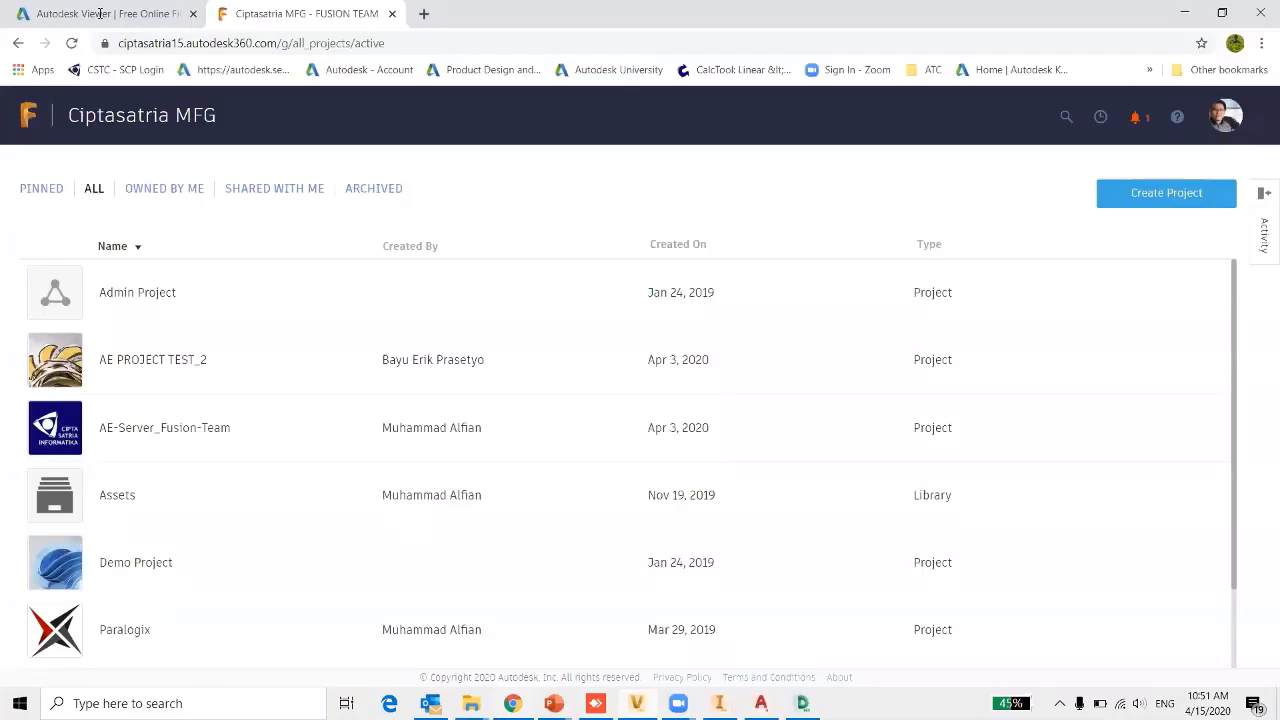 Autodesk Viewer | Free Online Fi
Ciptasatria MFG - FUSION TEAM
ciptasatria15.autodesk360.com/g/all_projects/active
Apps
CSTC - SCP Login
https://autodesk.se...
Autodesk - Account
Product Design and...
Autodesk University
CalcTool Linear &lt;...
Sign In - Zoom
ATC
Home | Autodesk K...
»
Other bookmarks
F
Ciptasatria MFG
1
PINNED
ALL
OWNED BY ME
SHARED WITH ME
ARCHIVED
Create Project
Activity
Name
Created By
Created On
Type
Admin Project
Jan 24, 2019
Project
AE PROJECT TEST_2
Bayu Erik Prasetyo
Apr 3, 2020
Project
CIPTA
SATRIA
INFORMATIKA
AE-Server_Fusion-Team
Muhammad Alfian
Apr 3, 2020
Project
Assets
Muhammad Alfian
Nov 19, 2019
Library
Demo Project
Jan 24, 2019
Project
Paralogix
Muhammad Alfian
Mar 29, 2019
Project
© Copyright 2020 Autodesk, Inc. All rights reserved.
Privacy Policy
Terms and Conditions
About
Type here to search
45%
ENG
10:51 AM
4/15/2020
19